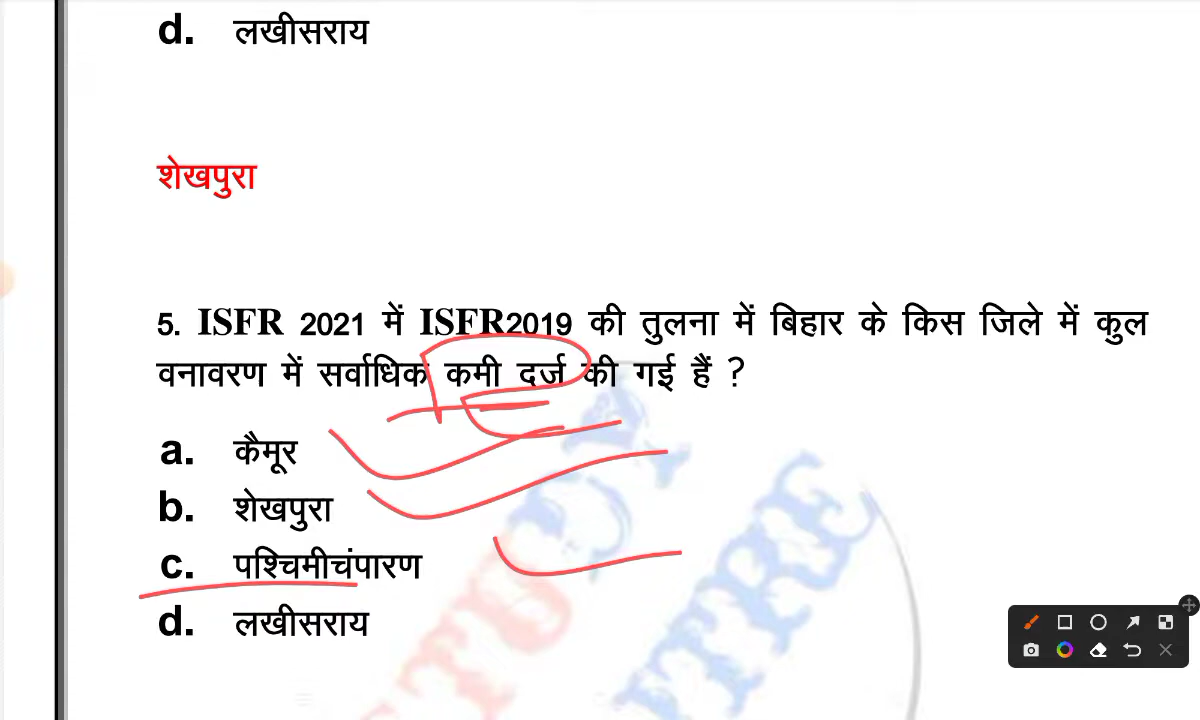 d. लखीसराय
शेखपुरा
5. ISFR 2021 में ISFR2019 की तुलना में बिहार के किस जिले में कुल
वनावरण में सर्वाधिक कमी दर्ज की गई हैं ?
a. कैमूर
b. शेखपुरा
c. पश्चिमीचंपारण
d. लखीसराय